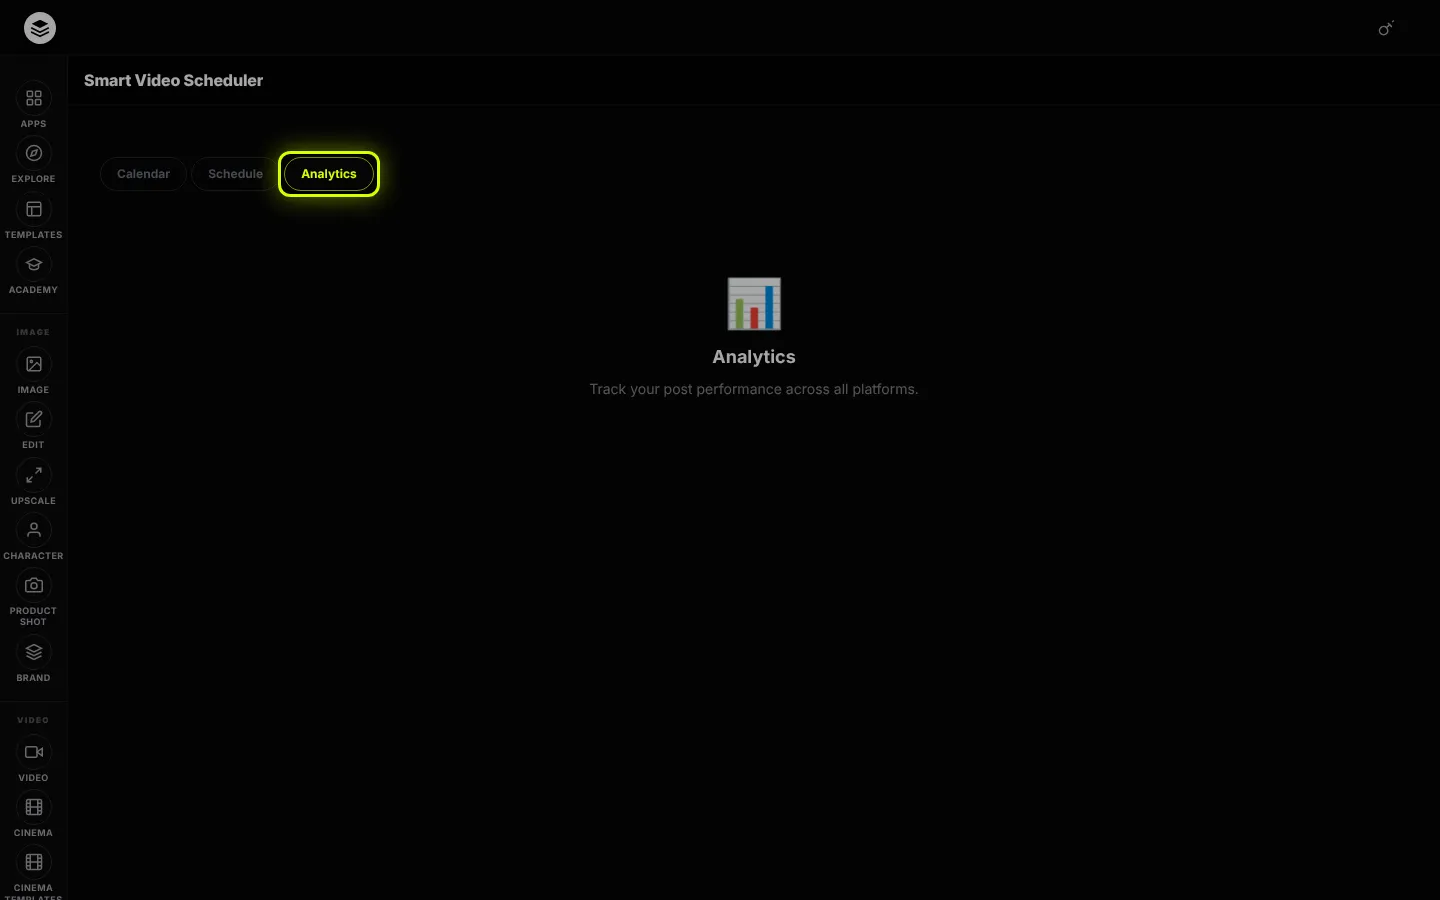 Smart Video Scheduler
APPS
EXPLORE
TEMPLATES
ACADEMY
IMAGE
IMAGE
EDIT
UPSCALE
CHARACTER
PRODUCT
SHOT
BRAND
VIDEO
VIDEO
CINEMA
CINEMA
TEMPLATES
Calendar
Schedule
Analytics
Analytics
Track your post performance across all platforms.